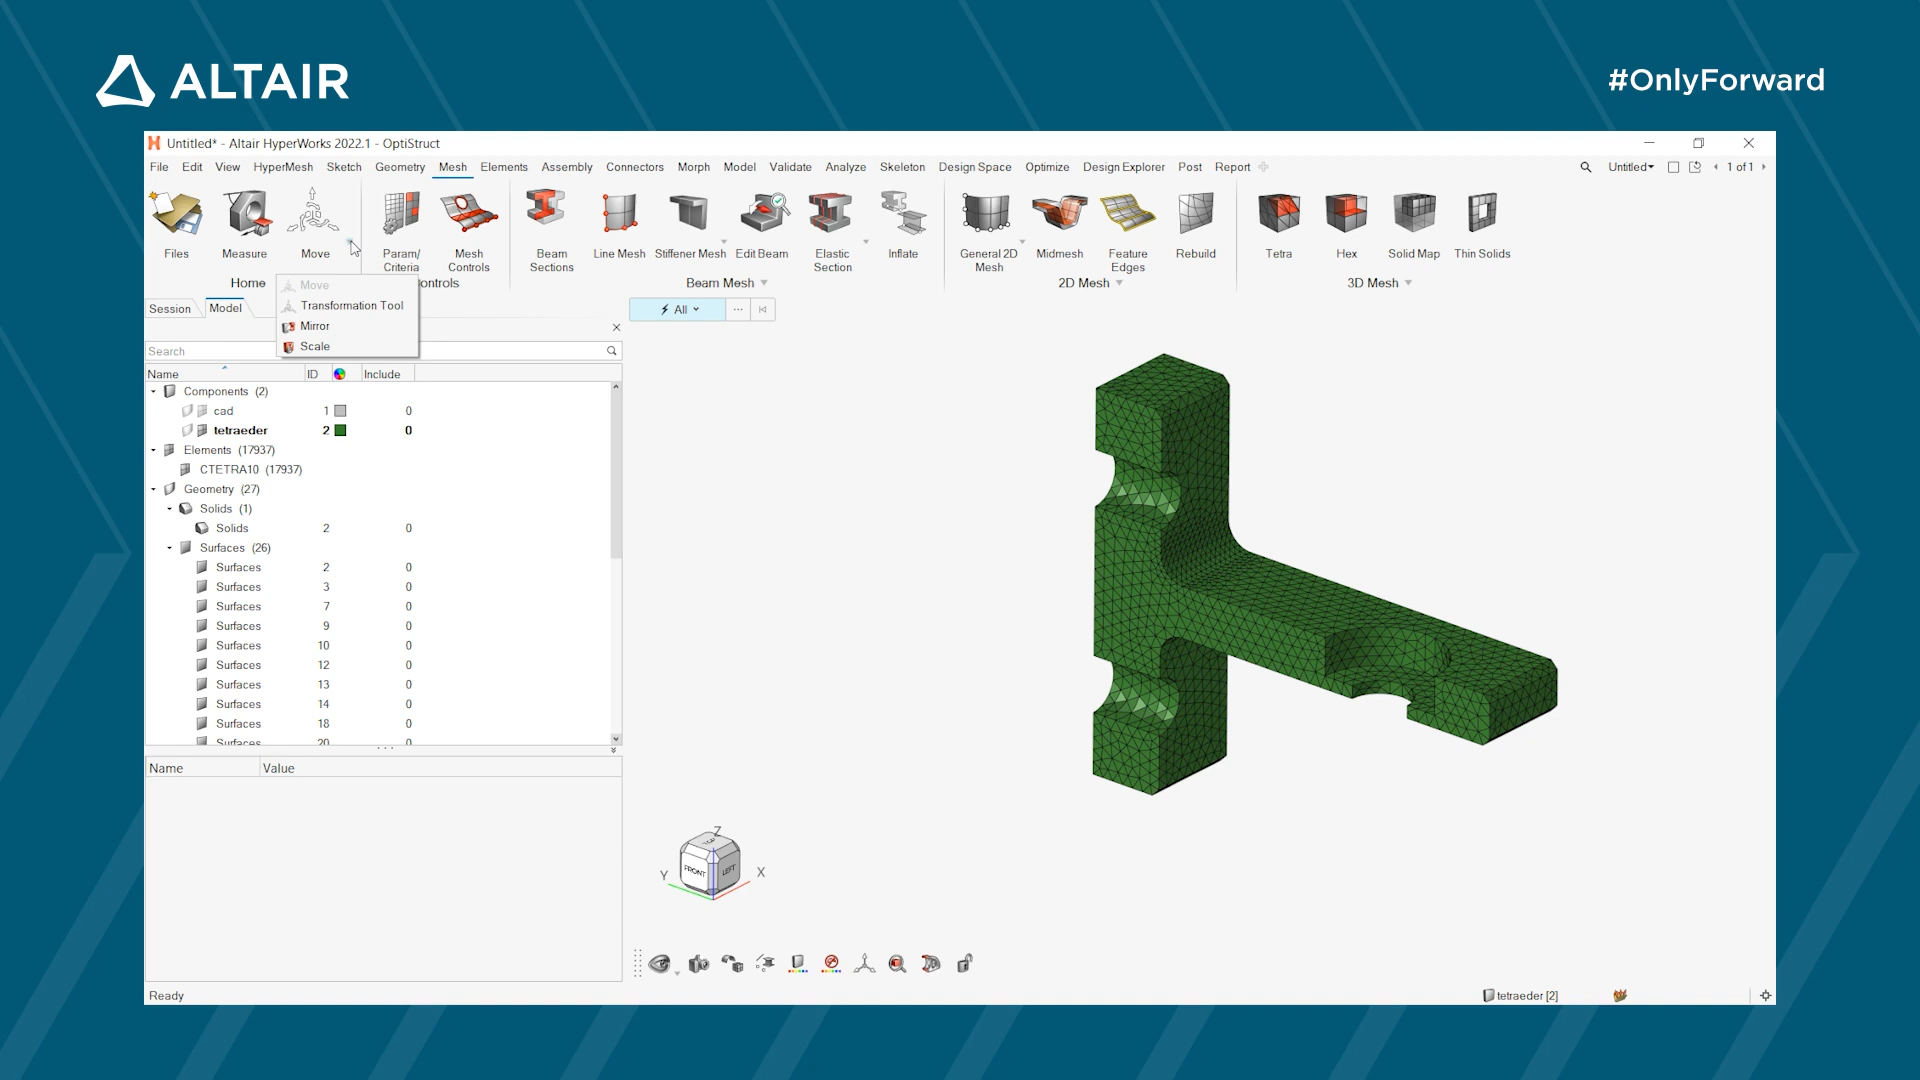 ALTAIR
#OnlyForward
Untitled* - Altair HyperWorks 2022.1 - OptiStruct
File Edit View HyperMesh Sketch Geometry Mesh Elements Assembly Connectors Morph Model Validate Analyze Skeleton Design Space Optimize Design Explorer Post Report Untitled 1 of 1
Files Measure Move Param/ Criteria Mesh Controls Beam Sections Line Mesh Stiffener Mesh Edit Beam Elastic Section Inflate General 2D Mesh Midmesh Feature Edges Rebuild Tetra Hex Solid Map Thin Solids
Home ontrols Beam Mesh 2D Mesh 3D Mesh
Move
Transformation Tool
Mirror
Scale
Session Model
All
Search
Name ID Include
Components (2)
cad 1 0
tetraeder 2 0
Elements (17937)
CTETRA10 (17937)
Geometry (27)
Solids (1)
Solids 2 0
Surfaces (26)
Surfaces 2 0
Surfaces 3 0
Surfaces 7 0
Surfaces 9 0
Surfaces 10 0
Surfaces 12 0
Surfaces 13 0
Surfaces 14 0
Surfaces 18 0
Surfaces 20 0
Name Value
Z
TOP
FRONT LEFT
Y X
Ready
tetraeder [2]